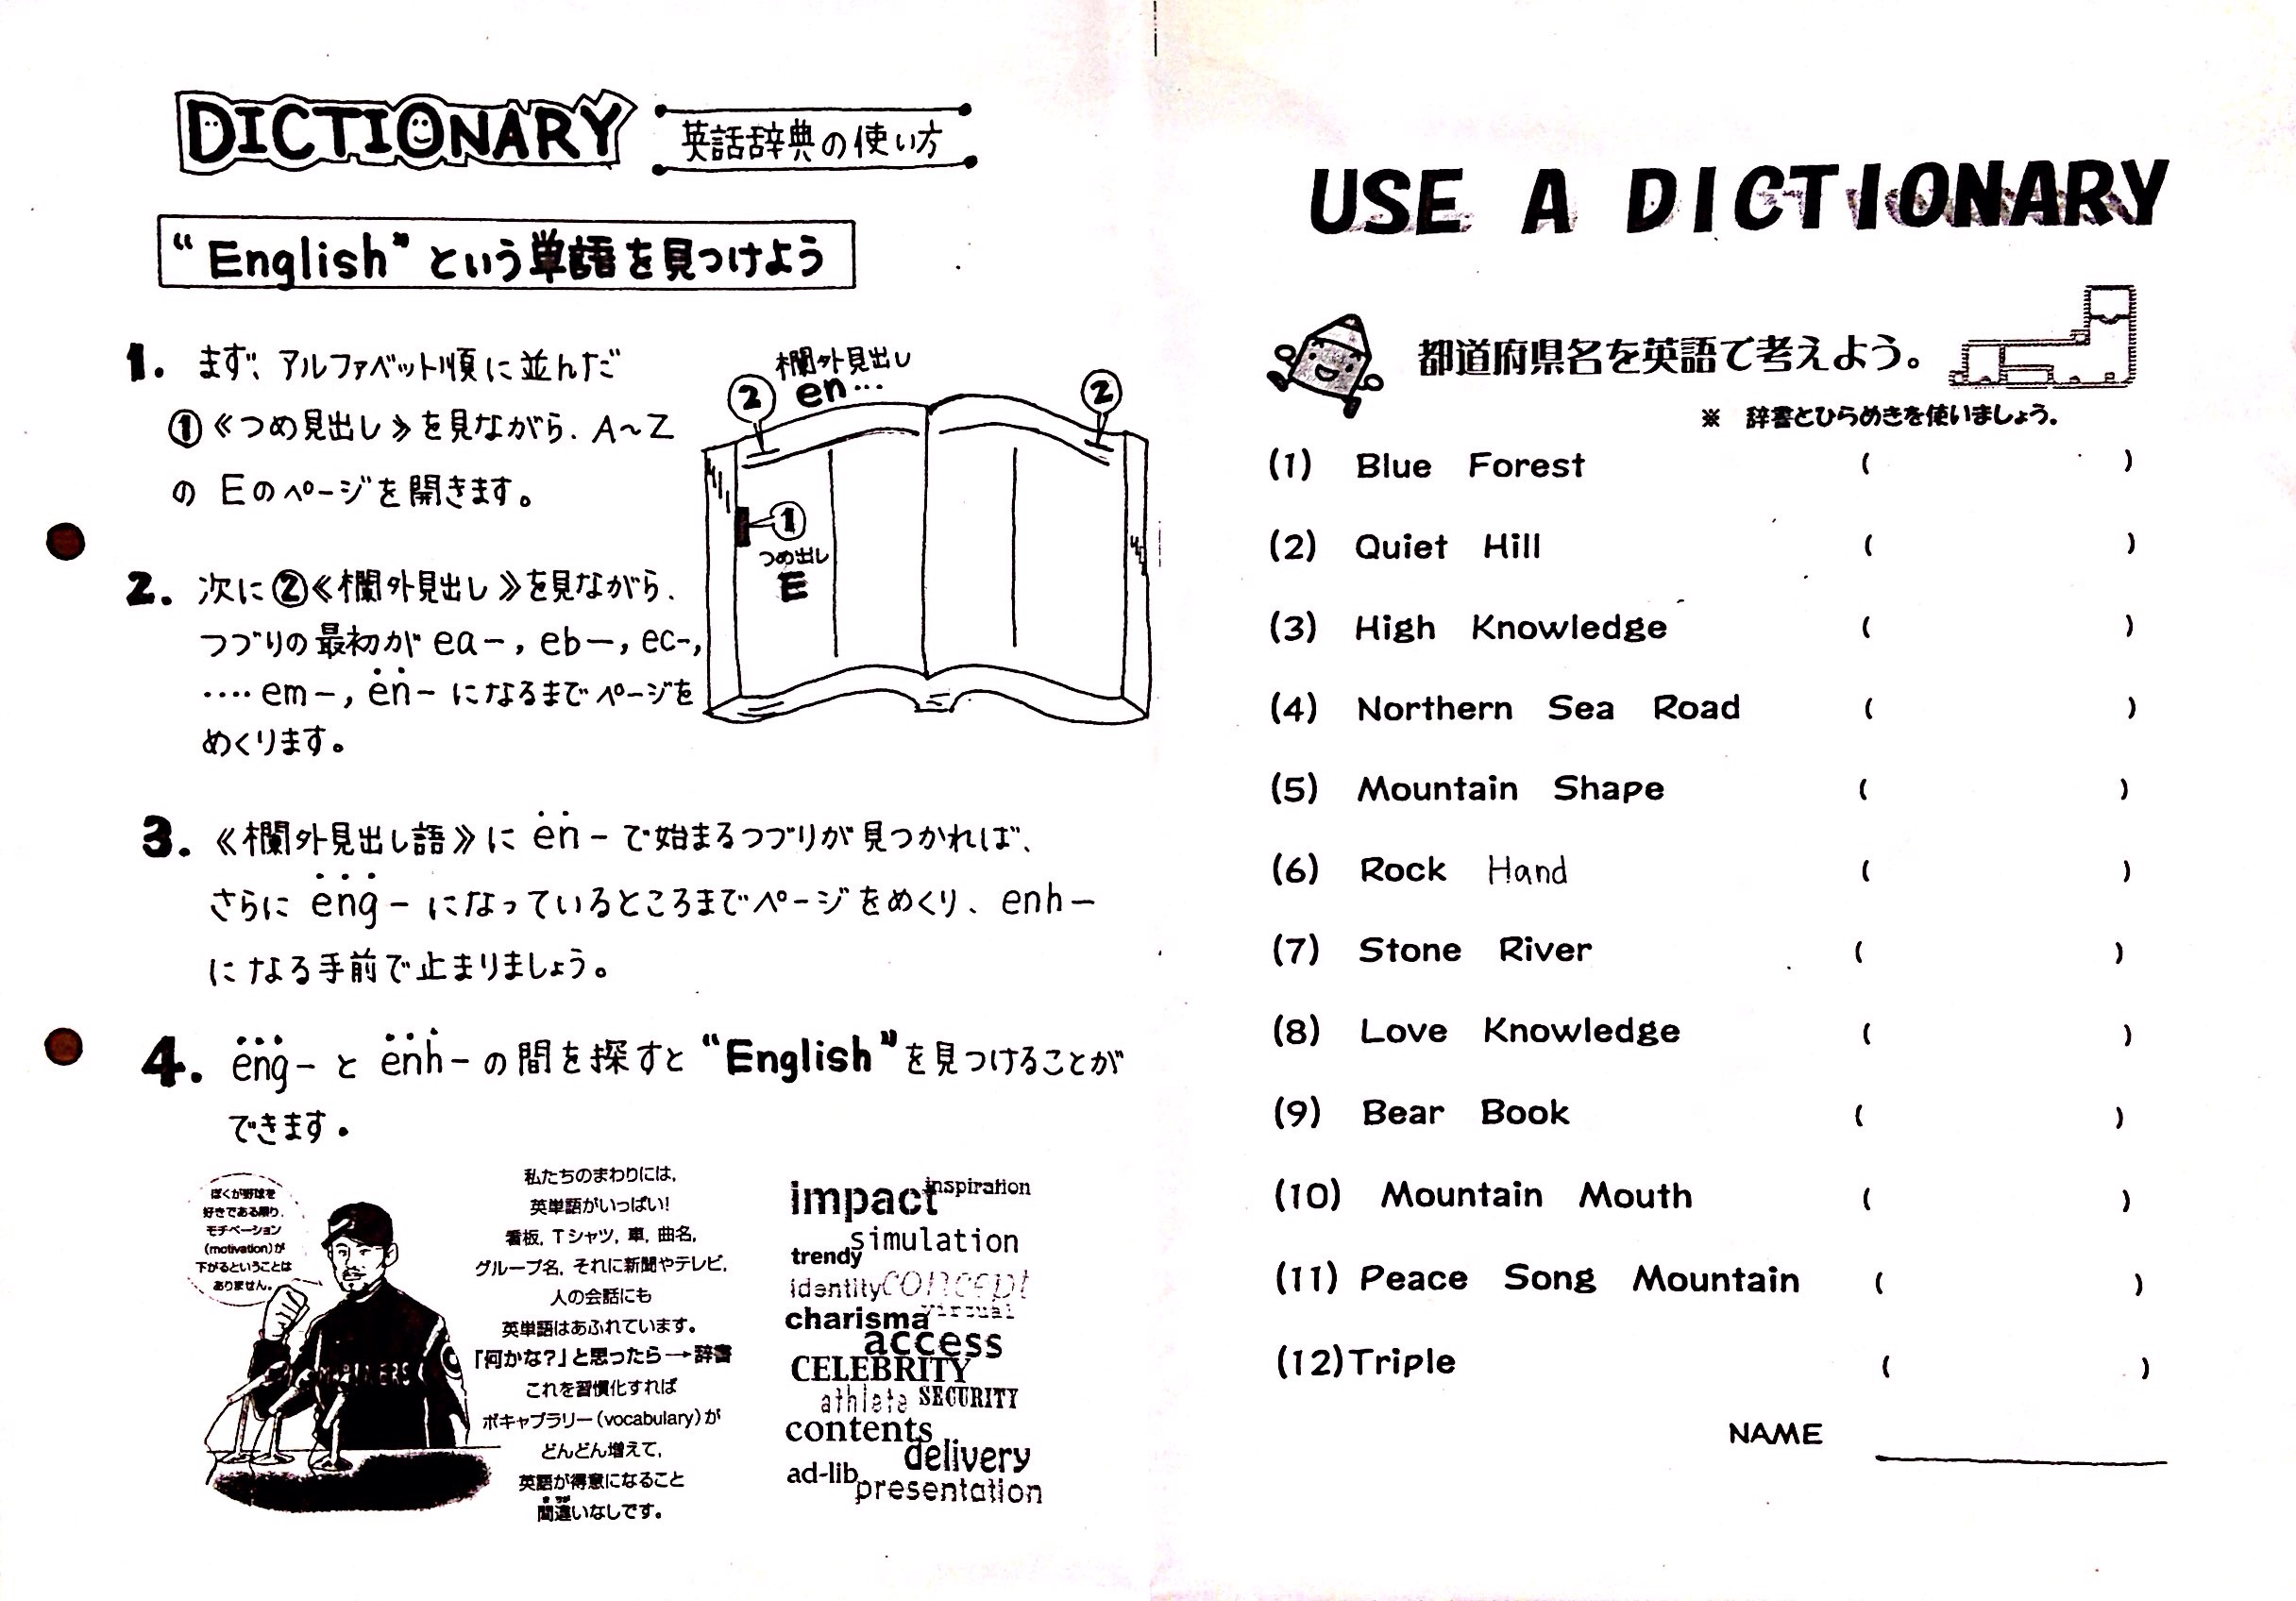 DICTIONARY
英話辞典の使い方
“English”という単語を見つけよう
1. まず、アルファベット順に並んだ
①《つめ見出し》を見ながら、A～Z
の Eのページを開きます。
欄外見出し
en…
2
2
1
つめ出し
E
2. 次に②《欄外見出し》を見ながら、
つづりの最初が ea－, eb－, ec-,
‥‥em－, en－になるまでページを
めくります。
3. 《欄外見出し語》に en－で始まるつづりが見つかれば、
さらに eng－になっているところまでページをめくり、enh－
になる手前で止まりましょう。
4. eng－と enh－の間を探すと“English”を見つけることが
できます。
ぼくが野球を
好きである限り、
モチベーション
(motivation)が
下がるということは
ありません。
MARINERS
私たちのまわりには,
英単語がいっぱい!
看板, Tシャツ, 車, 曲名,
グループ名, それに新聞やテレビ,
人の会話にも
英単語はあふれています。
「何かな?」と思ったら→辞書
これを習慣化すれば
ボキャブラリー(vocabulary)が
どんどん増えて,
英語が得意になること
まちが
間違いなしです。
impact
inspiration
simulation
trendy
identity
concept
virtual
charisma
access
CELEBRITY
athlete
SECURITY
contents
delivery
ad-lib
presentation
USE A DICTIONARY
都道府県名を英語で考えよう。
※ 辞書とひらめきを使いましょう。
(1) Blue Forest ( )
(2) Quiet Hill ( )
(3) High Knowledge ( )
(4) Northern Sea Road ( )
(5) Mountain Shape ( )
(6) Rock Hand ( )
(7) Stone River ( )
(8) Love Knowledge ( )
(9) Bear Book ( )
(10) Mountain Mouth ( )
(11) Peace Song Mountain ( )
(12)Triple ( )
NAME